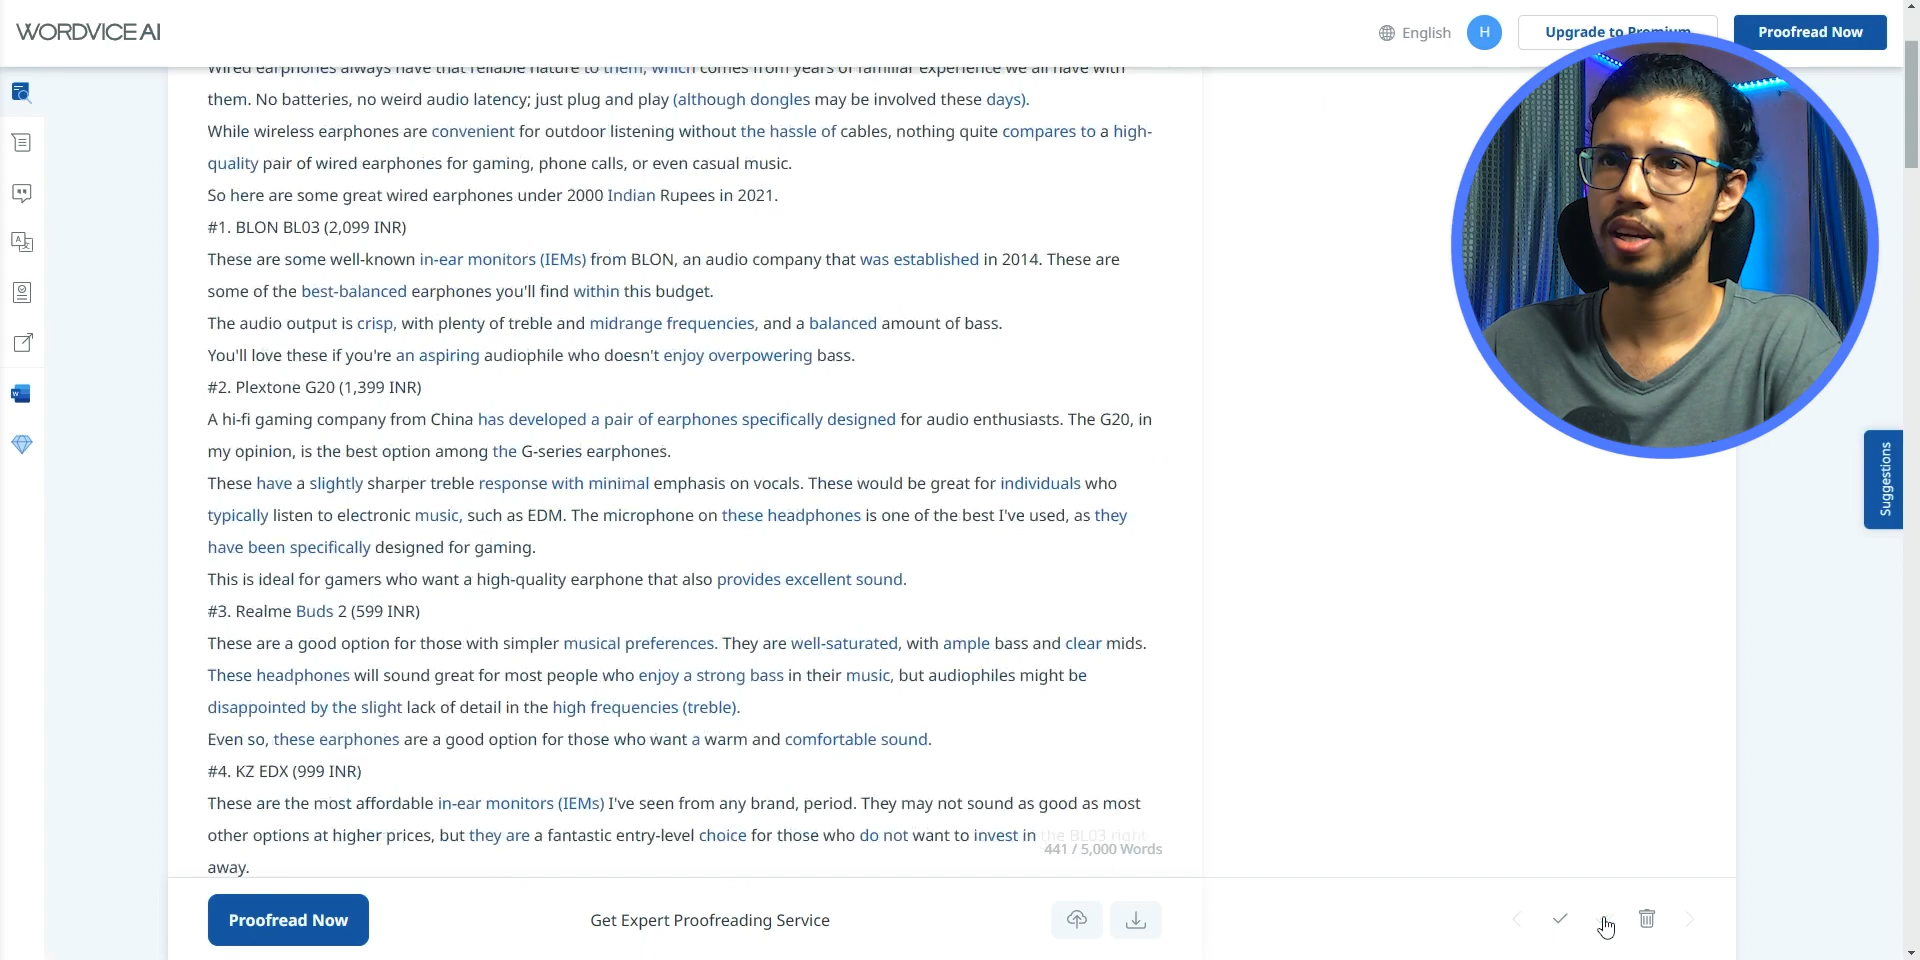 WORDVICE AI
English
H
Upgrade to Premium
Proofread Now
Wired earphones always have that reliable nature to them, which comes from years of familiar experience we all have with
them. No batteries, no weird audio latency; just plug and play (although dongles may be involved these days).
While wireless earphones are convenient for outdoor listening without the hassle of cables, nothing quite compares to a high-
quality pair of wired earphones for gaming, phone calls, or even casual music.
So here are some great wired earphones under 2000 Indian Rupees in 2021.
#1. BLON BL03 (2,099 INR)
These are some well-known in-ear monitors (IEMs) from BLON, an audio company that was established in 2014. These are
some of the best-balanced earphones you'll find within this budget.
The audio output is crisp, with plenty of treble and midrange frequencies, and a balanced amount of bass.
You'll love these if you're an aspiring audiophile who doesn't enjoy overpowering bass.
#2. Plextone G20 (1,399 INR)
A hi-fi gaming company from China has developed a pair of earphones specifically designed for audio enthusiasts. The G20, in
my opinion, is the best option among the G-series earphones.
These have a slightly sharper treble response with minimal emphasis on vocals. These would be great for individuals who
typically listen to electronic music, such as EDM. The microphone on these headphones is one of the best I've used, as they
have been specifically designed for gaming.
This is ideal for gamers who want a high-quality earphone that also provides excellent sound.
#3. Realme Buds 2 (599 INR)
These are a good option for those with simpler musical preferences. They are well-saturated, with ample bass and clear mids.
These headphones will sound great for most people who enjoy a strong bass in their music, but audiophiles might be
disappointed by the slight lack of detail in the high frequencies (treble).
Even so, these earphones are a good option for those who want a warm and comfortable sound.
#4. KZ EDX (999 INR)
These are the most affordable in-ear monitors (IEMs) I've seen from any brand, period. They may not sound as good as most
other options at higher prices, but they are a fantastic entry-level choice for those who do not want to invest in the BL03 right
away.
441 / 5,000 Words
Suggestions
Proofread Now
Get Expert Proofreading Service